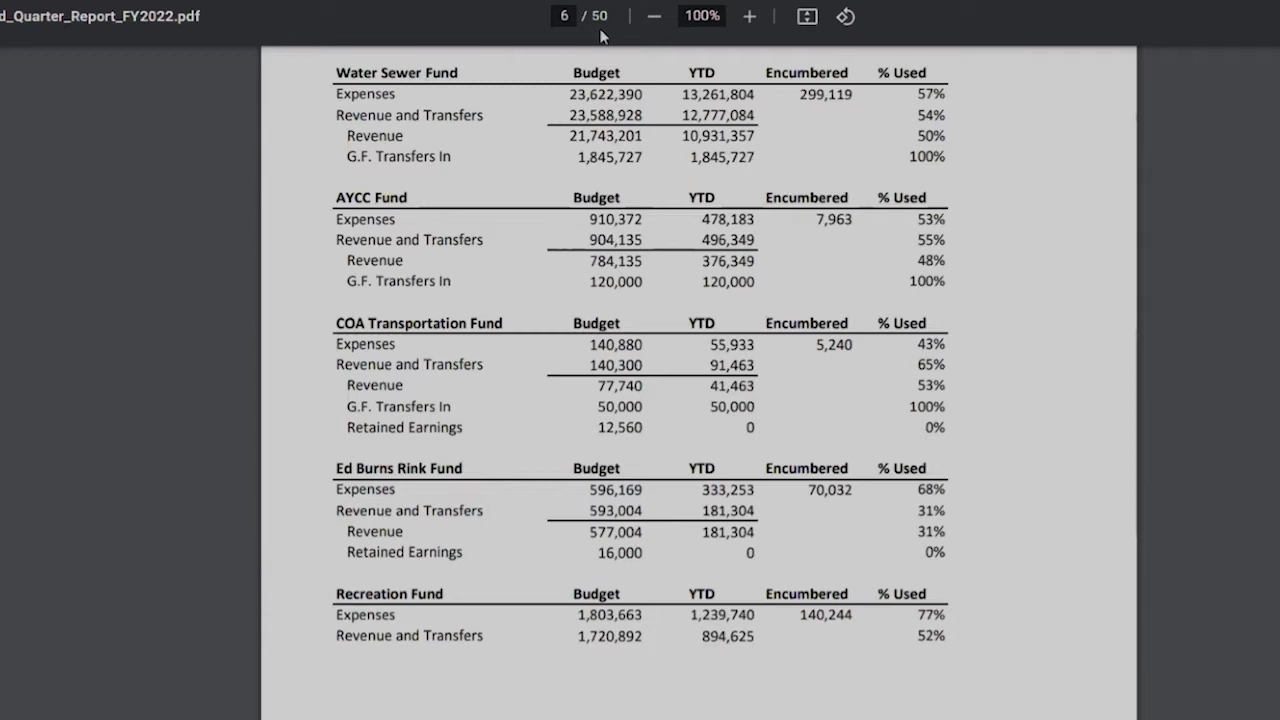 d_Quarter_Report_FY2022.pdf 6 / 50 100%
Water Sewer Fund Budget YTD Encumbered % Used
Expenses 23,622,390 13,261,804 299,119 57%
Revenue and Transfers 23,588,928 12,777,084 54%
Revenue 21,743,201 10,931,357 50%
G.F. Transfers In 1,845,727 1,845,727 100%
AYCC Fund Budget YTD Encumbered % Used
Expenses 910,372 478,183 7,963 53%
Revenue and Transfers 904,135 496,349 55%
Revenue 784,135 376,349 48%
G.F. Transfers In 120,000 120,000 100%
COA Transportation Fund Budget YTD Encumbered % Used
Expenses 140,880 55,933 5,240 43%
Revenue and Transfers 140,300 91,463 65%
Revenue 77,740 41,463 53%
G.F. Transfers In 50,000 50,000 100%
Retained Earnings 12,560 0 0%
Ed Burns Rink Fund Budget YTD Encumbered % Used
Expenses 596,169 333,253 70,032 68%
Revenue and Transfers 593,004 181,304 31%
Revenue 577,004 181,304 31%
Retained Earnings 16,000 0 0%
Recreation Fund Budget YTD Encumbered % Used
Expenses 1,803,663 1,239,740 140,244 77%
Revenue and Transfers 1,720,892 894,625 52%